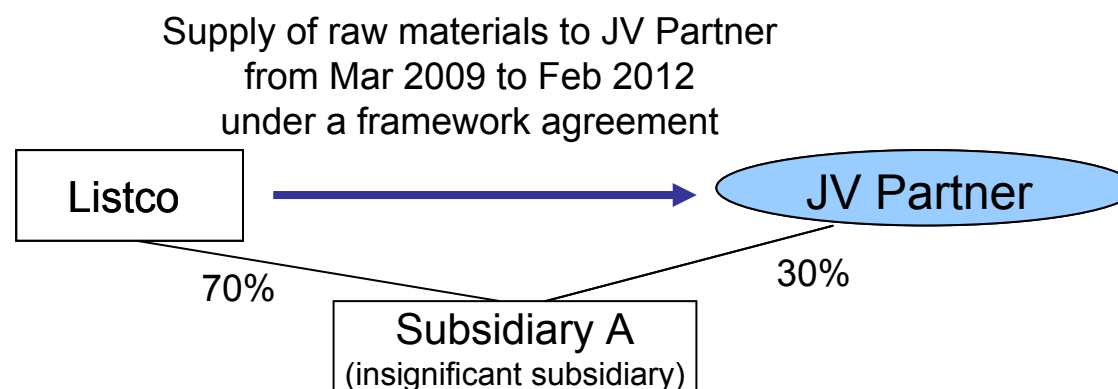 Supply of raw materials to JV Partner
from Mar 2009 to Feb 2012
under a framework agreement
Listco
JV Partner
70%
30%
Subsidiary A
(insignificant subsidiary)